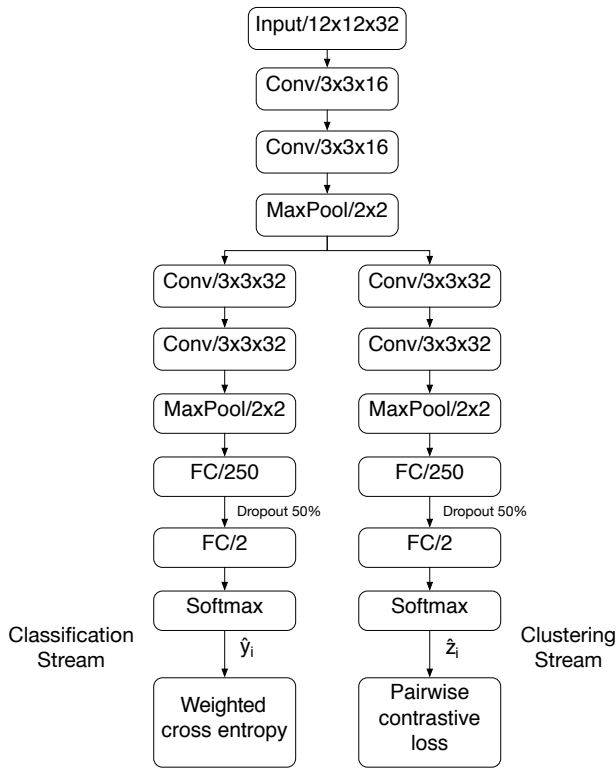 Input/12x12x32
Conv/3x3x16
Conv/3x3x16
MaxPool/2x2
Conv/3x3x32
Conv/3x3x32
Conv/3x3x32
Conv/3x3x32
MaxPool/2x2
MaxPool/2x2
FC/250
FC/250
Dropout 50%
Dropout 50%
FC/2
FC/2
Softmax
Softmax
Classification
Stream
ŷi
ẑi
Clustering
Stream
Weighted
cross entropy
Pairwise
contrastive
loss